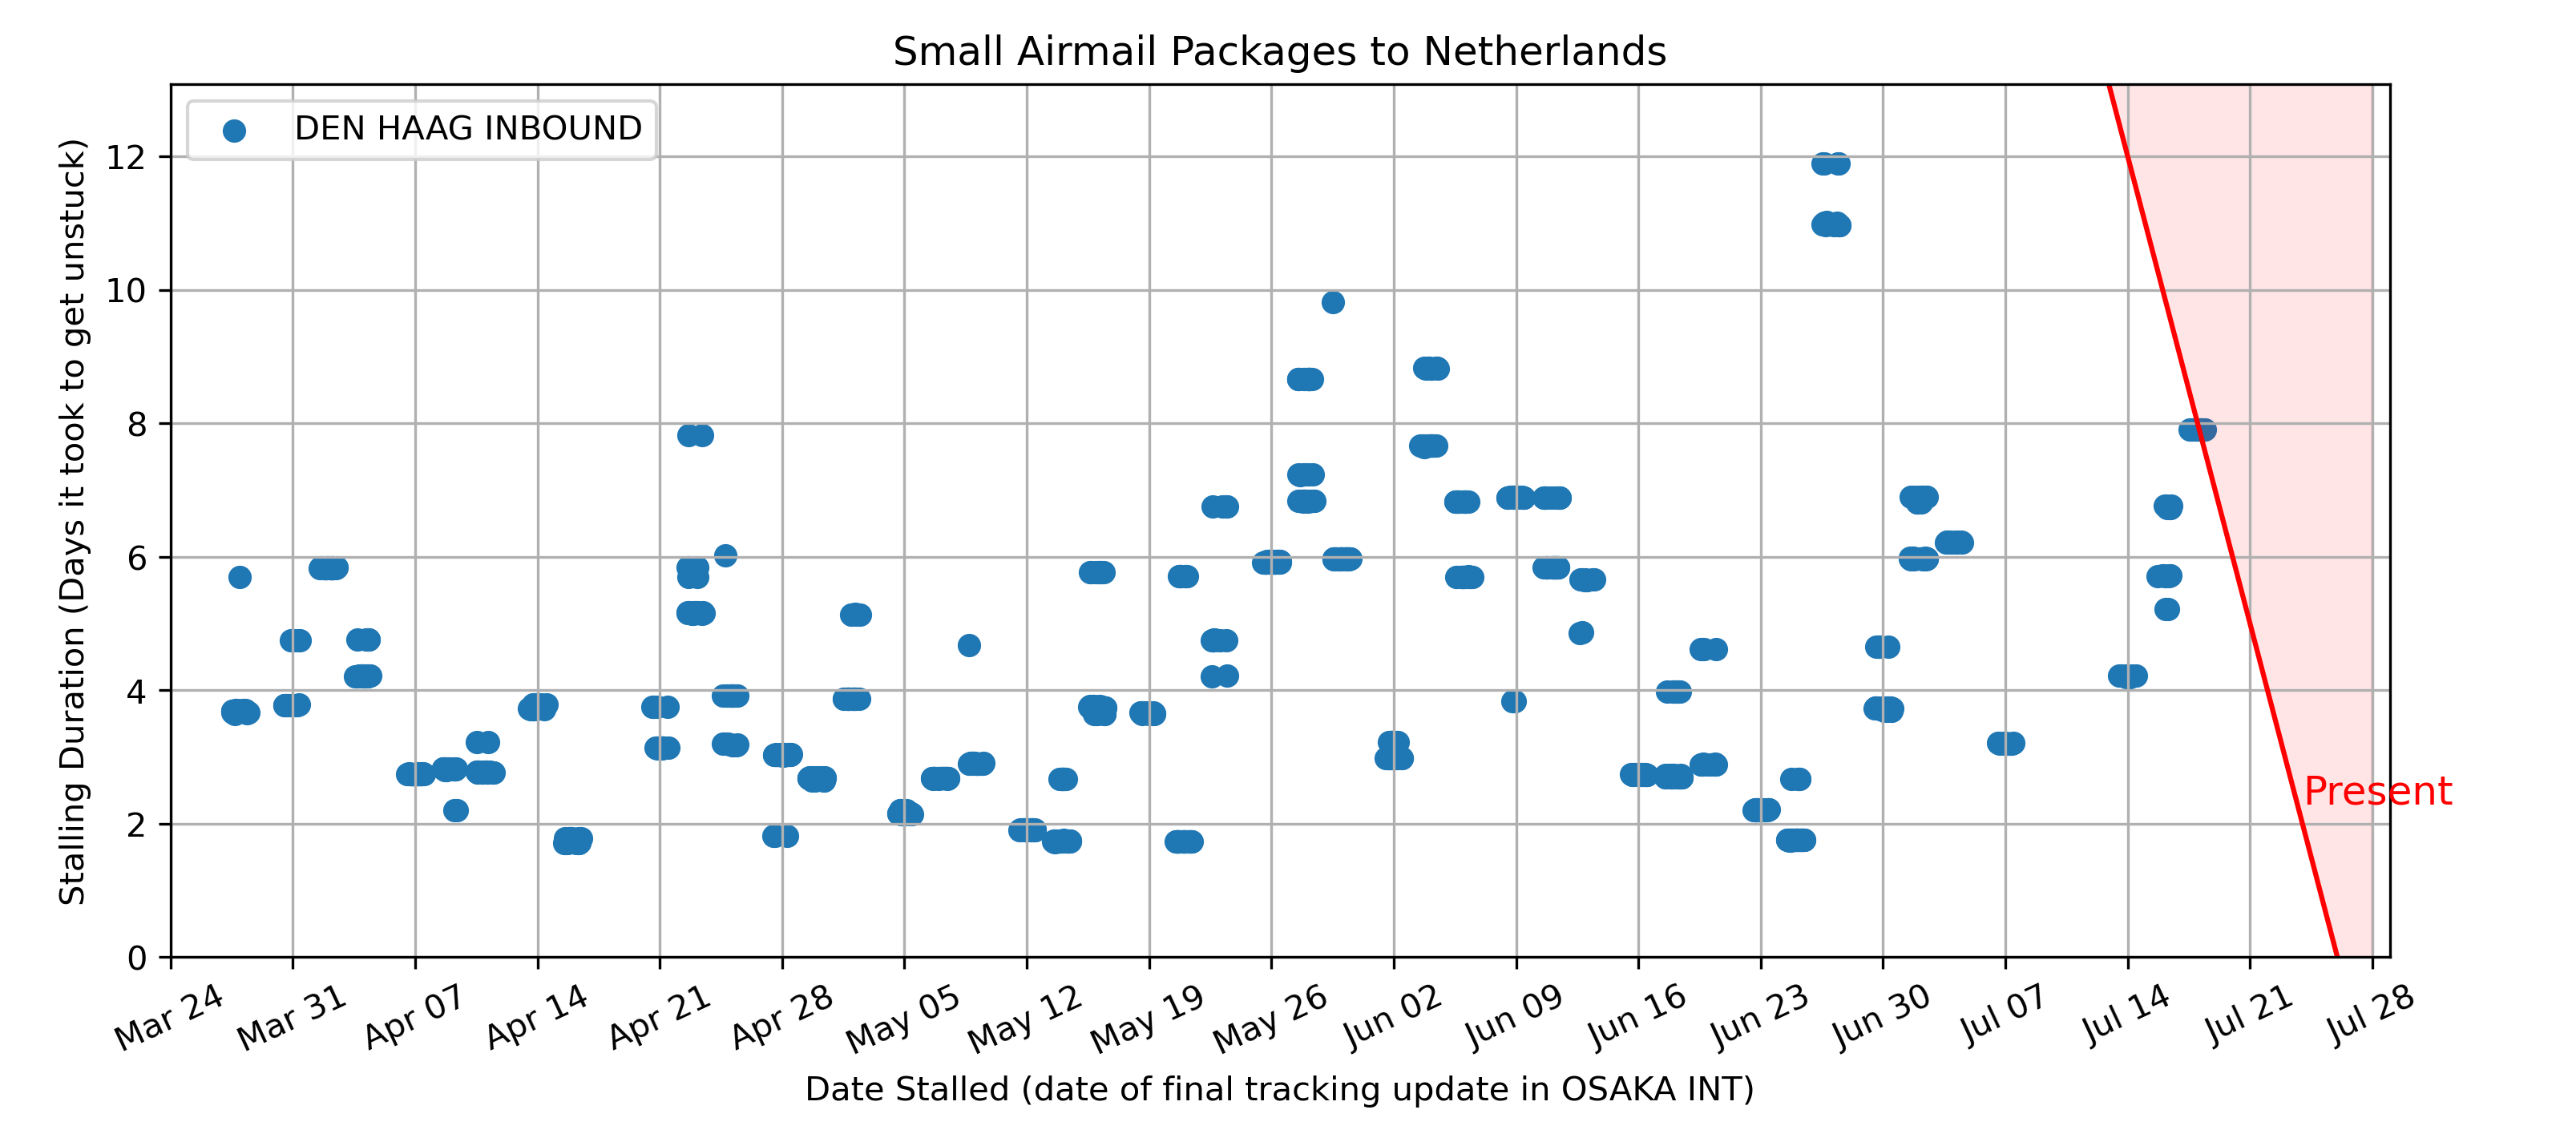 Small Airmail Packages to Netherlands
DEN HAAG INBOUND
Stalling Duration (Days it took to get unstuck)
12
10
8
6
4
2
0
Present
Mar 24
Mar 31
Apr 07
Apr 14
Apr 21
Apr 28
May 05
May 12
May 19
May 26
Jun 02
Jun 09
Jun 16
Jun 23
Jun 30
Jul 07
Jul 14
Jul 21
Jul 28
Date Stalled (date of final tracking update in OSAKA INT)